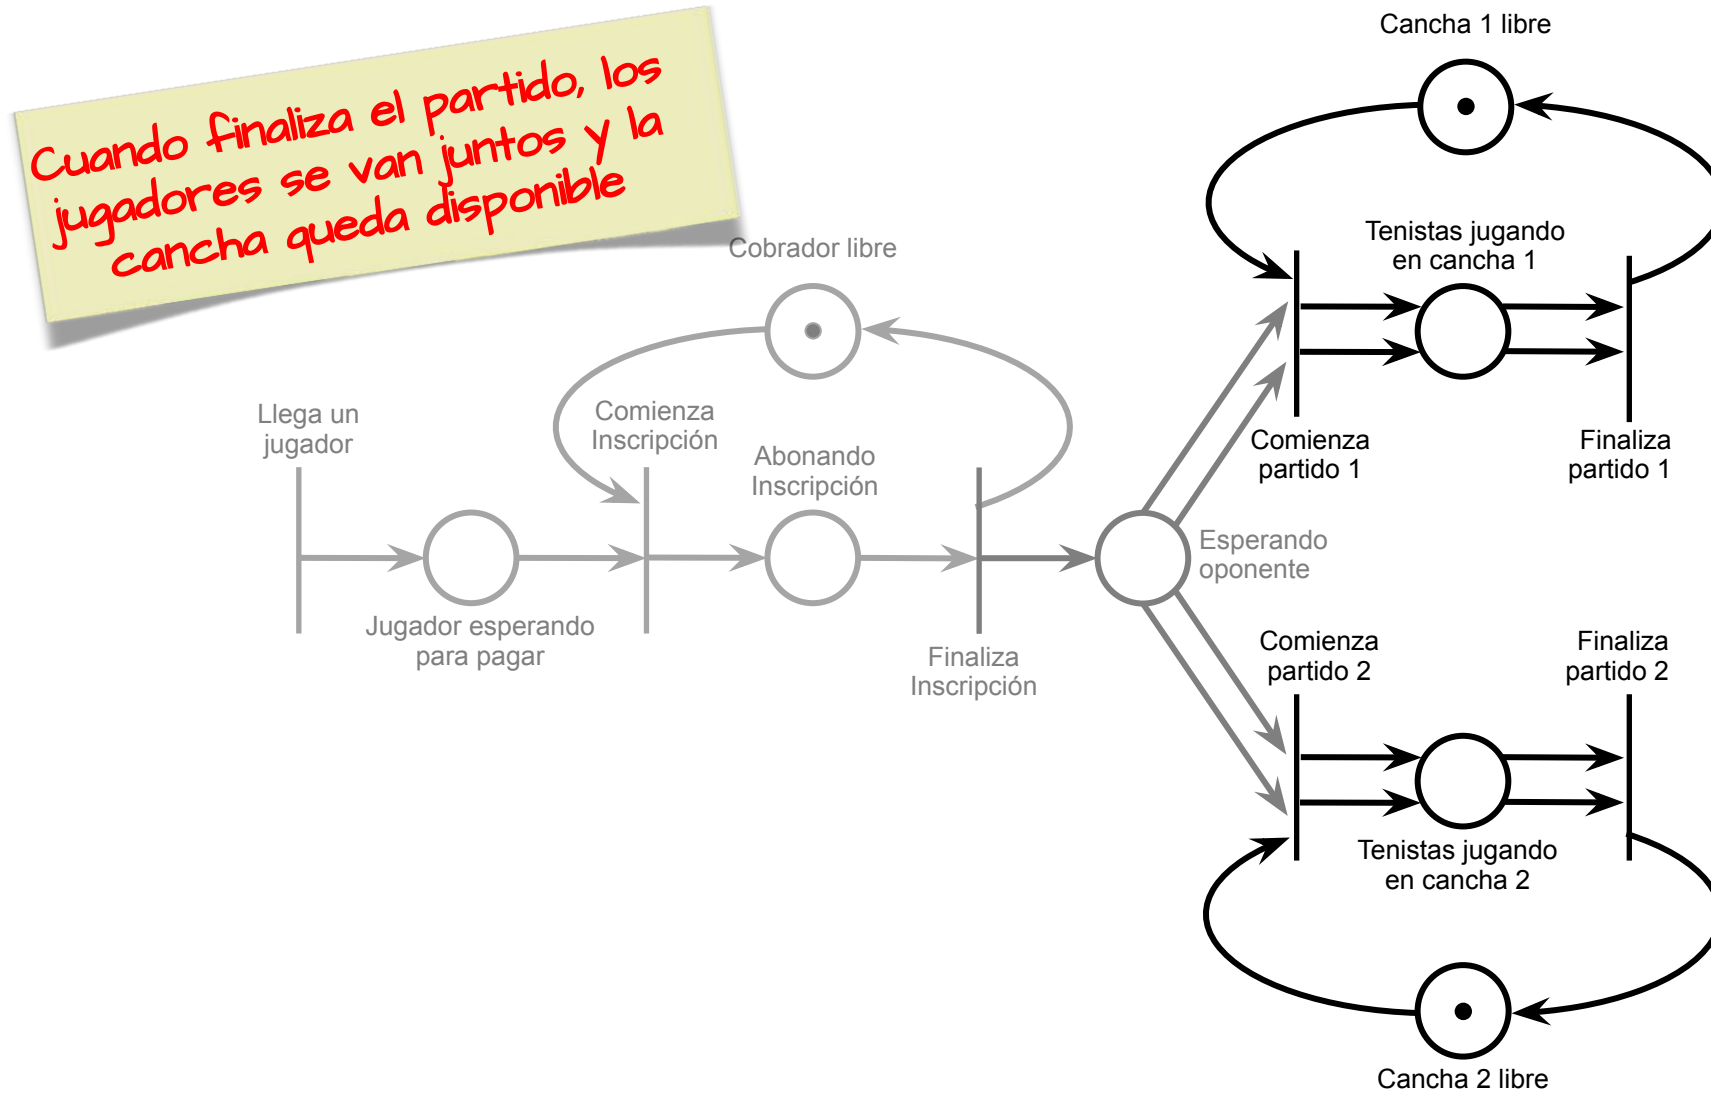 Cuando finaliza el partido, los
jugadores se van juntos y la
cancha queda disponible
Cancha 1 libre
Tenistas jugando
en cancha 1
Cobrador libre
Llega un
jugador
Comienza
Inscripción
Abonando
Inscripción
Comienza
partido 1
Finaliza
partido 1
Esperando
oponente
Jugador esperando
para pagar
Finaliza
Inscripción
Comienza
partido 2
Finaliza
partido 2
Tenistas jugando
en cancha 2
Cancha 2 libre